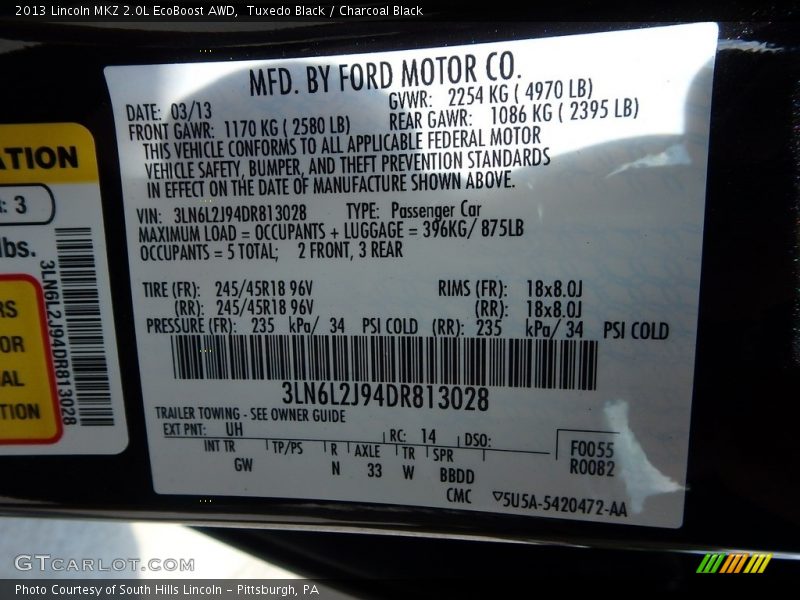 2013 Lincoln MKZ 2.0L EcoBoost AWD, Tuxedo Black / Charcoal Black
MFD. BY FORD MOTOR CO.
DATE: 03/13 GVWR: 2254 KG ( 4970 LB)
FRONT GAWR: 1170 KG ( 2580 LB) REAR GAWR: 1086 KG ( 2395 LB)
THIS VEHICLE CONFORMS TO ALL APPLICABLE FEDERAL MOTOR
VEHICLE SAFETY, BUMPER, AND THEFT PREVENTION STANDARDS
IN EFFECT ON THE DATE OF MANUFACTURE SHOWN ABOVE.
VIN: 3LN6L2J94DR813028 TYPE: Passenger Car
MAXIMUM LOAD = OCCUPANTS + LUGGAGE = 396KG/ 875LB
OCCUPANTS = 5 TOTAL; 2 FRONT, 3 REAR
TIRE (FR): 245/45R18 96V RIMS (FR): 18x8.0J
(RR): 245/45R18 96V (RR): 18x8.0J
PRESSURE (FR): 235 kPa/ 34 PSI COLD (RR): 235 kPa/ 34 PSI COLD
3LN6L2J94DR813028
TRAILER TOWING - SEE OWNER GUIDE
EXT PNT: UH RC: 14 DSO:
INT TR TP/PS R AXLE TR SPR
GW N 33 W BBDD
CMC
F0055
R0082
5U5A-5420472-AA
ATION
: 3
lbs.
RS
OR
AL
TION
3LN6L2J94DR813028
GTCARLOT.COM
Photo Courtesy of South Hills Lincoln - Pittsburgh, PA